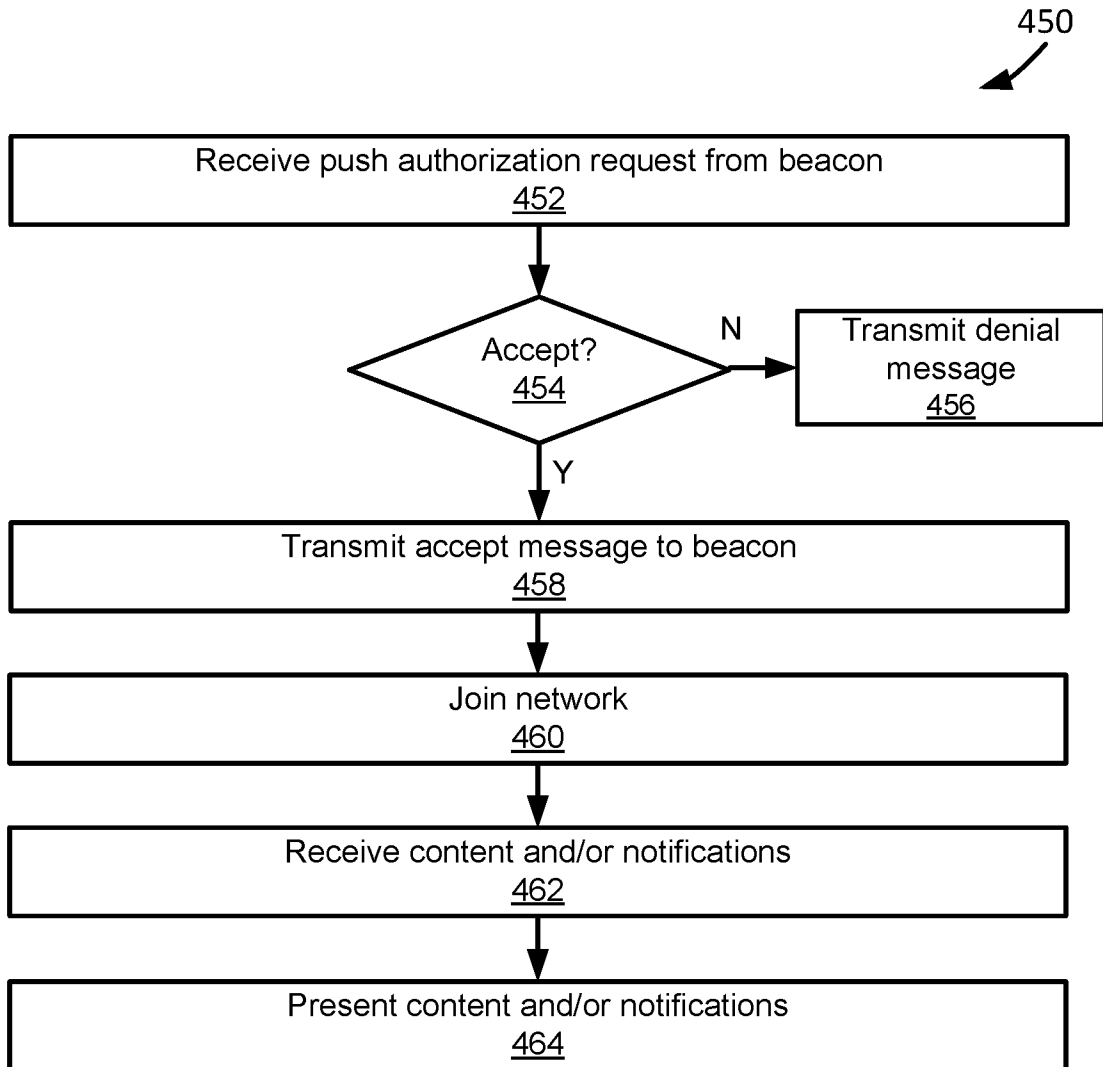 450
Receive push authorization request from beacon
452
Accept?
454
N
Transmit denial
message
456
Y
Transmit accept message to beacon
458
Join network
460
Receive content and/or notifications
462
Present content and/or notifications
464